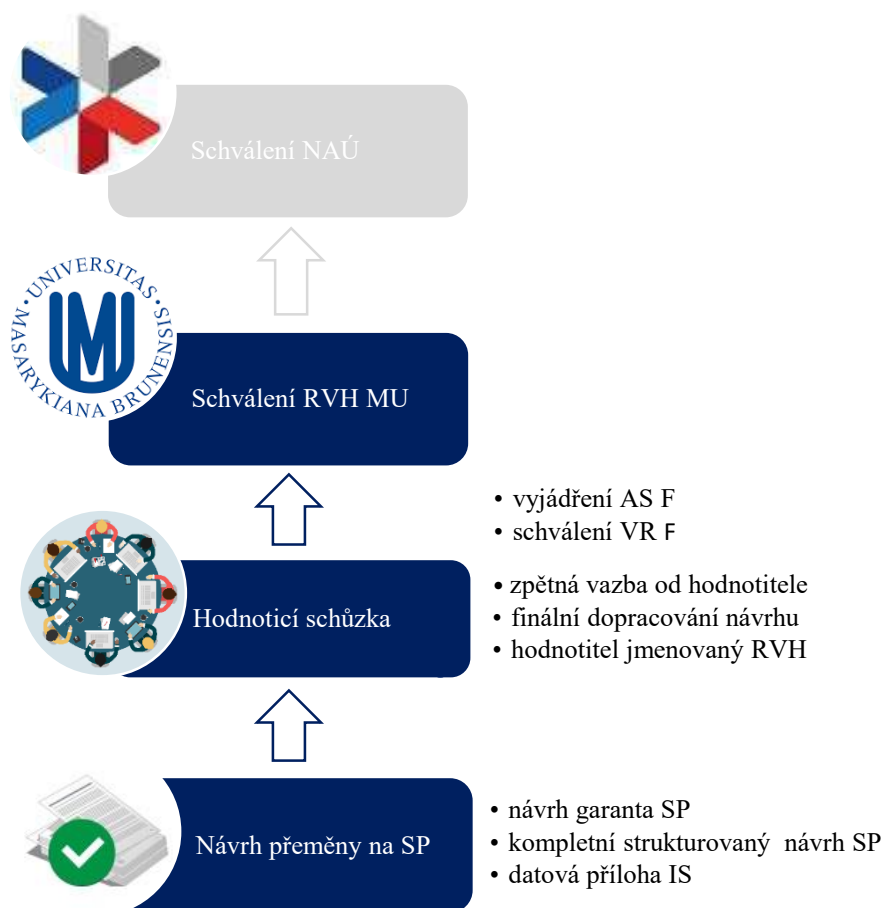 Schválení NAÚ
UNIVERSITAS MASARYKIANA BRUNENSIS
Schválení RVH MU
• vyjádření AS F
• schválení VR F
Hodnoticí schůzka
• zpětná vazba od hodnotitele
• finální dopracování návrhu
• hodnotitel jmenovaný RVH
Návrh přeměny na SP
• návrh garanta SP
• kompletní strukturovaný návrh SP
• datová příloha IS